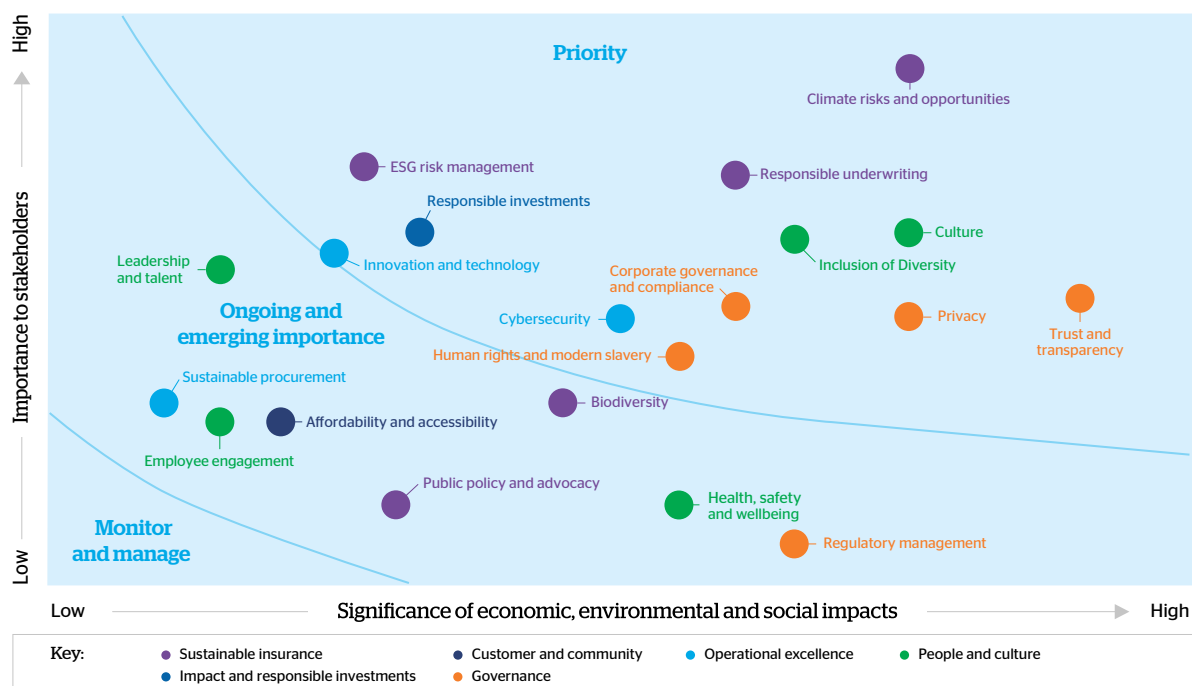 High
Importance to stakeholders
Low
Priority
Climate risks and opportunities
ESG risk management
Responsible underwriting
Responsible investments
Culture
Leadership
and talent
Innovation and technology
Inclusion of Diversity
Corporate governance
and compliance
Ongoing and
emerging importance
Cybersecurity
Privacy
Trust and
transparency
Human rights and modern slavery
Sustainable procurement
Biodiversity
Affordability and accessibility
Employee engagement
Public policy and advocacy
Health, safety
and wellbeing
Monitor
and manage
Regulatory management
Low
Significance of economic, environmental and social impacts
High
Key:
Sustainable insurance
Customer and community
Operational excellence
People and culture
Impact and responsible investments
Governance